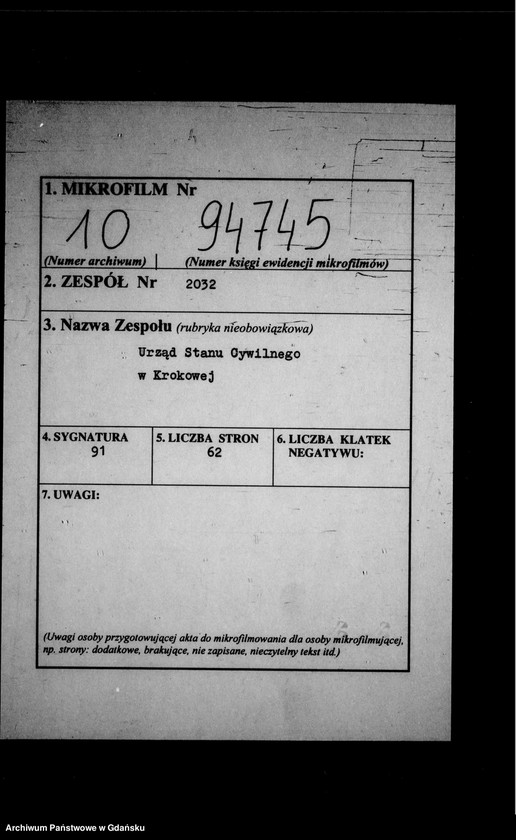 1. MIKROFILM Nr
10 94745
(Numer archiwum) (Numer księgi ewidencji mikrofilmów)
2. ZESPÓŁ Nr 2032
3. Nazwa Zespołu (rubryka nieobowiązkowa)
Urząd Stanu Cywilnego
w Krokowej
4. SYGNATURA 5. LICZBA STRON 6. LICZBA KLATEK
91 62 NEGATYWU:
7. UWAGI:
(Uwagi osoby przygotowującej akta do mikrofilmowania dla osoby mikrofilmującej,
np. strony: dodatkowe, brakujące, nie zapisane, nieczytelny tekst itd.)
Archiwum Państwowe w Gdańsku